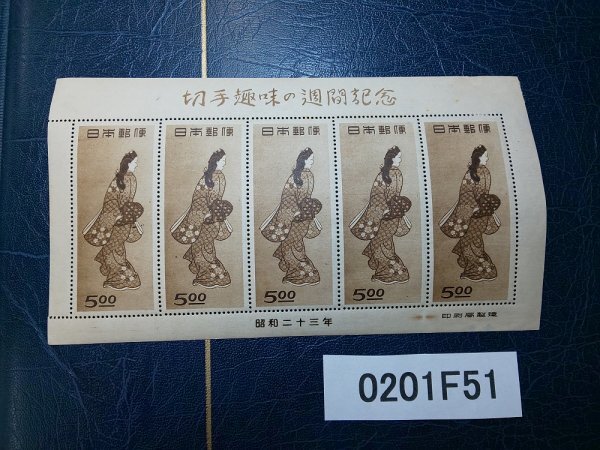 切手趣味の週間記念
日本郵便 日本郵便 日本郵便 日本郵便 日本郵便
5.00 5.00 5.00 5.00 5.00
昭和二十三年
印刷庁製造
0201F51